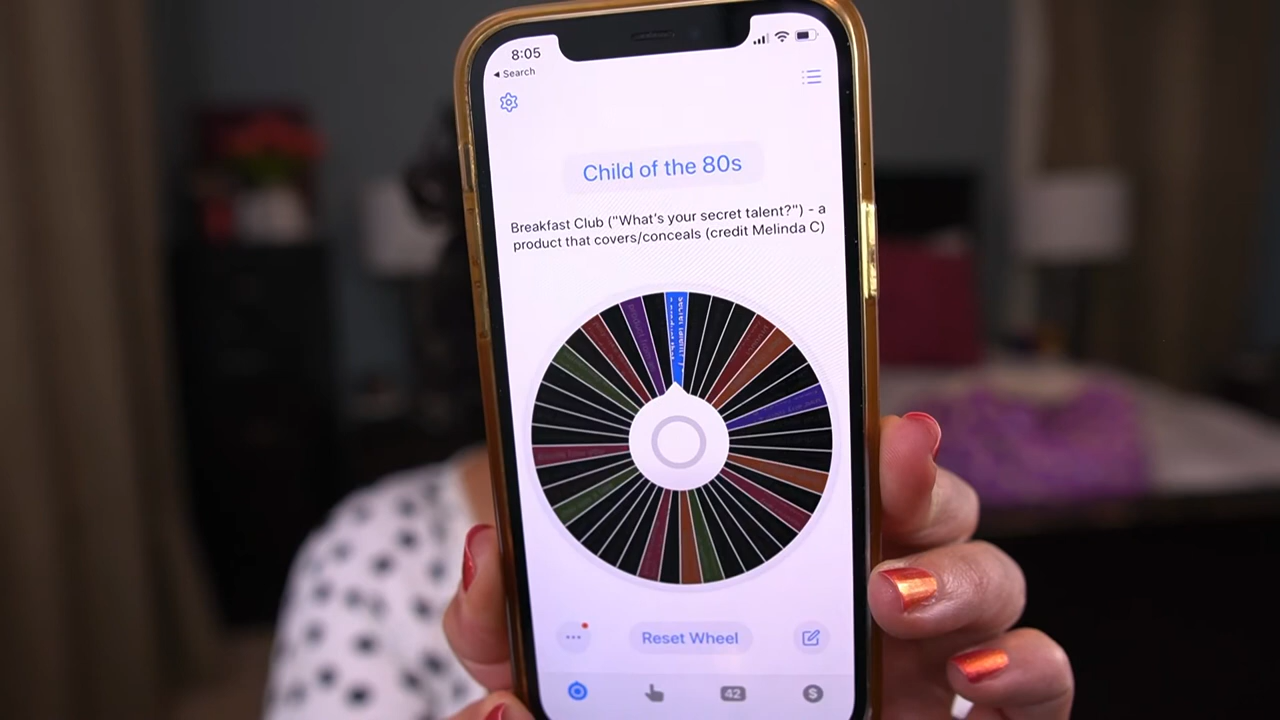 8:05
◀ Search
Child of the 80s
Breakfast Club ("What's your secret talent?") - a
product that covers/conceals (credit Melinda C)
Reset Wheel
42
$